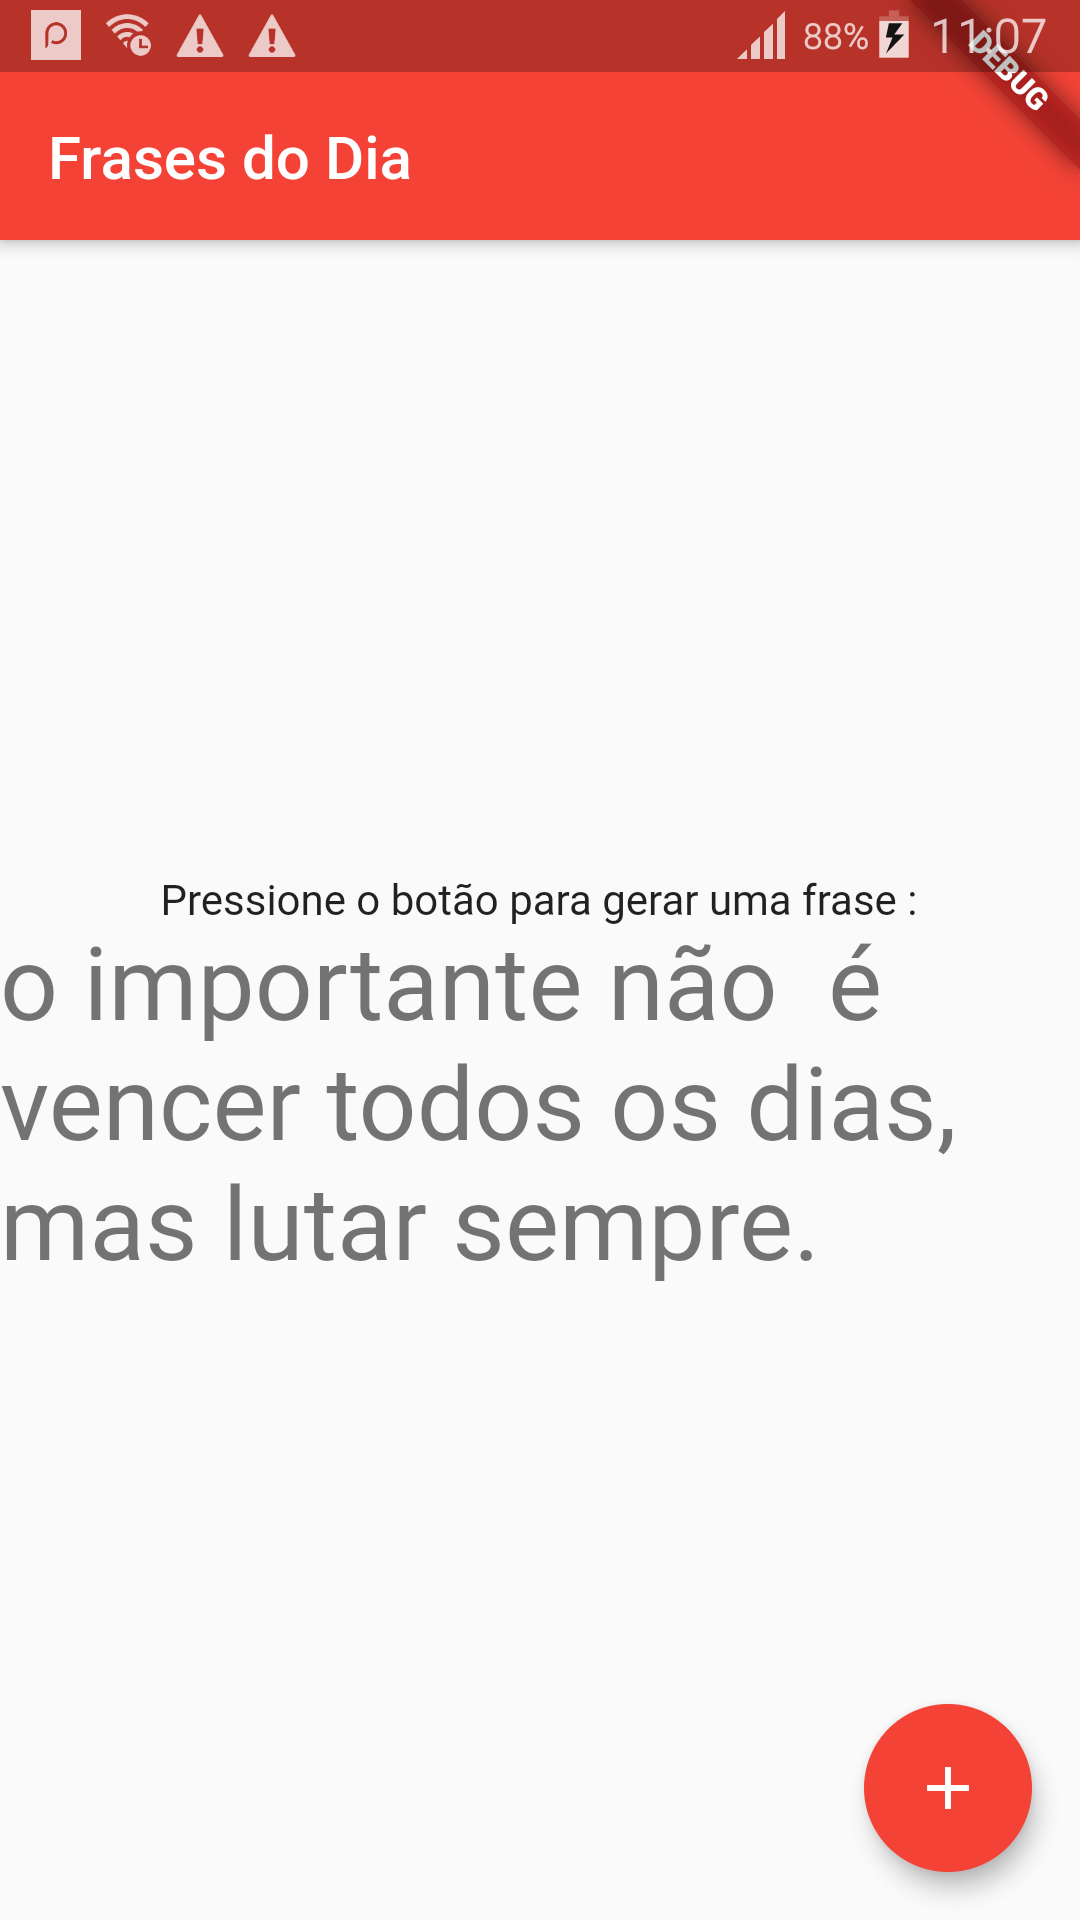 88% 11:07
DEBUG
Frases do Dia
Pressione o botão para gerar uma frase :
o importante não  é
vencer todos os dias,
mas lutar sempre.